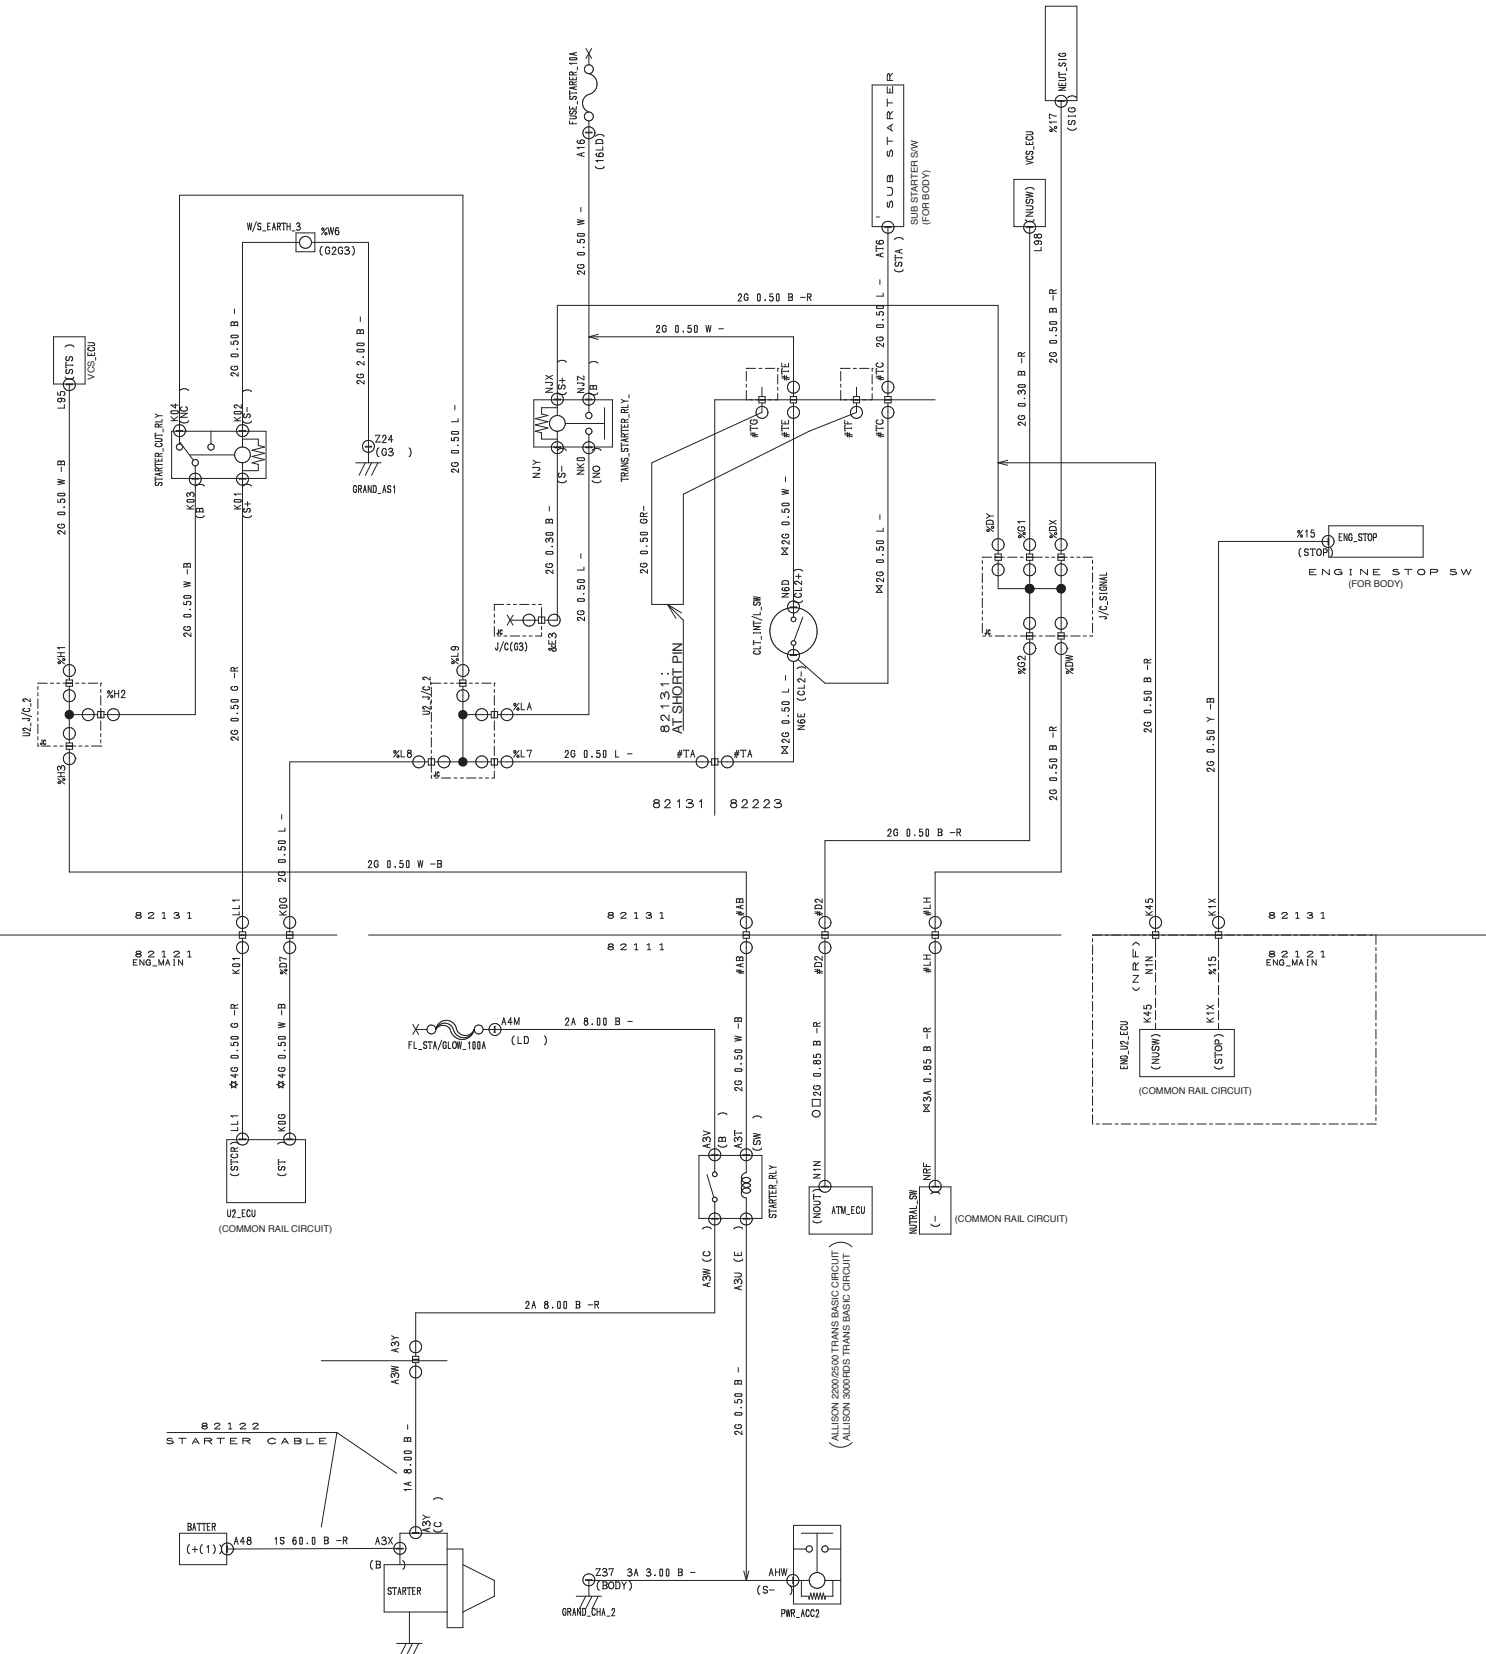 NEUT_SIG
%17
(SIG )
FUSE_STARER_10A
A16
(16LD)
2G 0.50 W -
' SUB STARTER
SUB STARTER S/W
(FOR BODY)
AT6
(STA )
VCS_ECU
(NUSW)
L98
W/S_EARTH_3
%W6
(G2G3)
2G 0.50 B -R
2G 0.50 B -R
2G 0.50 L -
2G 0.50 W -
2G 0.50 B -
2G 2.00 B -
(STS )
VCS_ECU
L95
2G 0.30 B -R
#TE
#TC
NJX
(S+ )
NJZ
(B )
K04
(NC )
K02
(S-
STARTER_CUT_RLY
2G 0.50 L -
#TG
#TE
#TF
#TC
TRANS_STARTER_RLY_
NJY
(S-
NK0
(NO )
Z24
(G3 )
GRAND_AS1
K03
(B )
K01
(S+
2G 0.50 W -B
2G 0.30 B -
2G 0.50 GR-
⋈2G 0.50 W -
⋈2G 0.50 L -
%DY
%G1
%DX
%15
(STOP)
ENG_STOP
ENGINE STOP SW
(FOR BODY)
2G 0.50 W -B
2G 0.50 L -
N6D
(CL2+)
CLT_INT/L_SW
J/C_SIGNAL
JC
JC
J/C(G3)
%E3
82131:
AT SHORT PIN
%G2
%DW
%H1
%L9
2G 0.50 G -R
2G 0.50 B -R
2G 0.50 Y -B
U2_J/C_2
%H2
JC
U2_J/C_2
%LA
⋈2G 0.50 L -
N6E
(CL2-)
%H3
%L8
%L7
JC
2G 0.50 L -
#TA
#TA
2G 0.50 B -R
82131
82223
2G 0.50 L -
2G 0.50 B -R
2G 0.50 W -B
82131
LL1
K0G
82131
#AB
#D2
#LH
K45
K1X
82131
82121
ENG_MAIN
K01
%D7
82111
#AB
#D2
#LH
(NRF)
N1N
%15
82121
ENG_MAIN
✡4G 0.50 G -R
✡4G 0.50 W -B
FL_STA/GLOW_100A
A4M
(LD )
2A 8.00 B -
2G 0.50 W -B
○□2G 0.85 B -R
⋈3A 0.85 B -R
K45
K1X
ENG_U2_ECU
(NUSW)
(STOP)
(COMMON RAIL CIRCUIT)
LL1
K0G
(STCR)
(ST )
U2_ECU
(COMMON RAIL CIRCUIT)
A3V
(B )
A3T
(SW )
STARTER_RLY
N1N
(NOUT)
ATM_ECU
NRF
NUTRAL_SW
(- )
(COMMON RAIL CIRCUIT)
A3W (C )
A3U (E )
(ALLISON 2200/2500 TRANS BASIC CIRCUIT
ALLISON 3000RDS TRANS BASIC CIRCUIT)
2A 8.00 B -R
A3Y
A3W
2G 0.50 B -
82122
STARTER CABLE
1A 8.00 B -
A3Y
(C )
BATTER
(+(1))
A48
1S 60.0 B -R
A3X
(B )
STARTER
Z37
(BODY)
3A 3.00 B -
GRAND_CHA_2
AHW
(S- )
PWR_ACC2